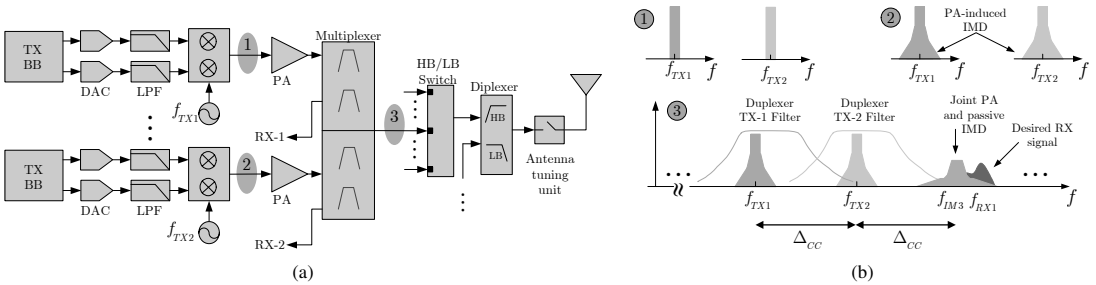 TX
BB
DAC
LPF
f_TX1
1
PA
Multiplexer
RX-1
TX
BB
DAC
LPF
f_TX2
2
PA
RX-2
3
HB/LB
Switch
Diplexer
HB
LB
Antenna
tuning
unit
(a)
1
f_TX1
f
f_TX2
f
2
PA-induced
IMD
f_TX1
f
f_TX2
f
3
Duplexer
TX-1 Filter
Duplexer
TX-2 Filter
Joint PA
and passive
IMD
Desired RX
signal
f_TX1
f_TX2
f_IM3
f_RX1
f
Δ_CC
Δ_CC
(b)